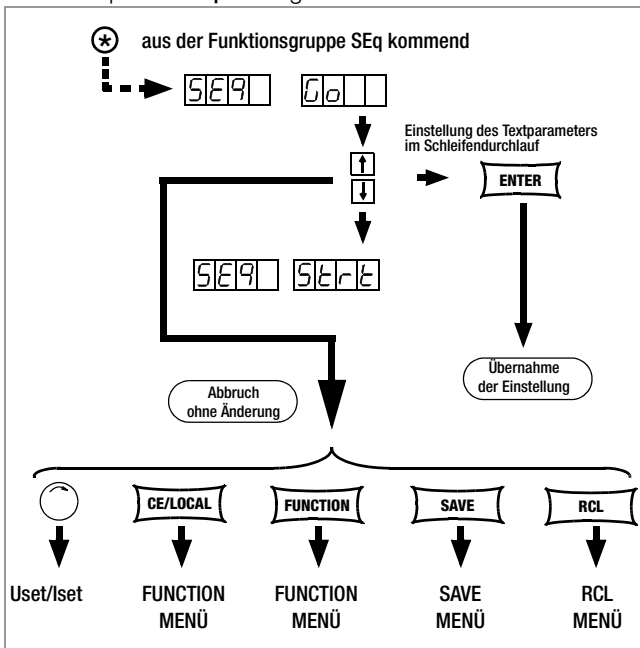 aus der Funktionsgruppe SEq kommend
SEq Go
Einstellung des Textparameters
im Schleifendurchlauf
ENTER
SEq Strt
Übernahme
der Einstellung
Abbruch
ohne Änderung
CE/LOCAL FUNCTION SAVE RCL
Uset/Iset FUNCTION FUNCTION SAVE RCL
MENÜ MENÜ MENÜ MENÜ